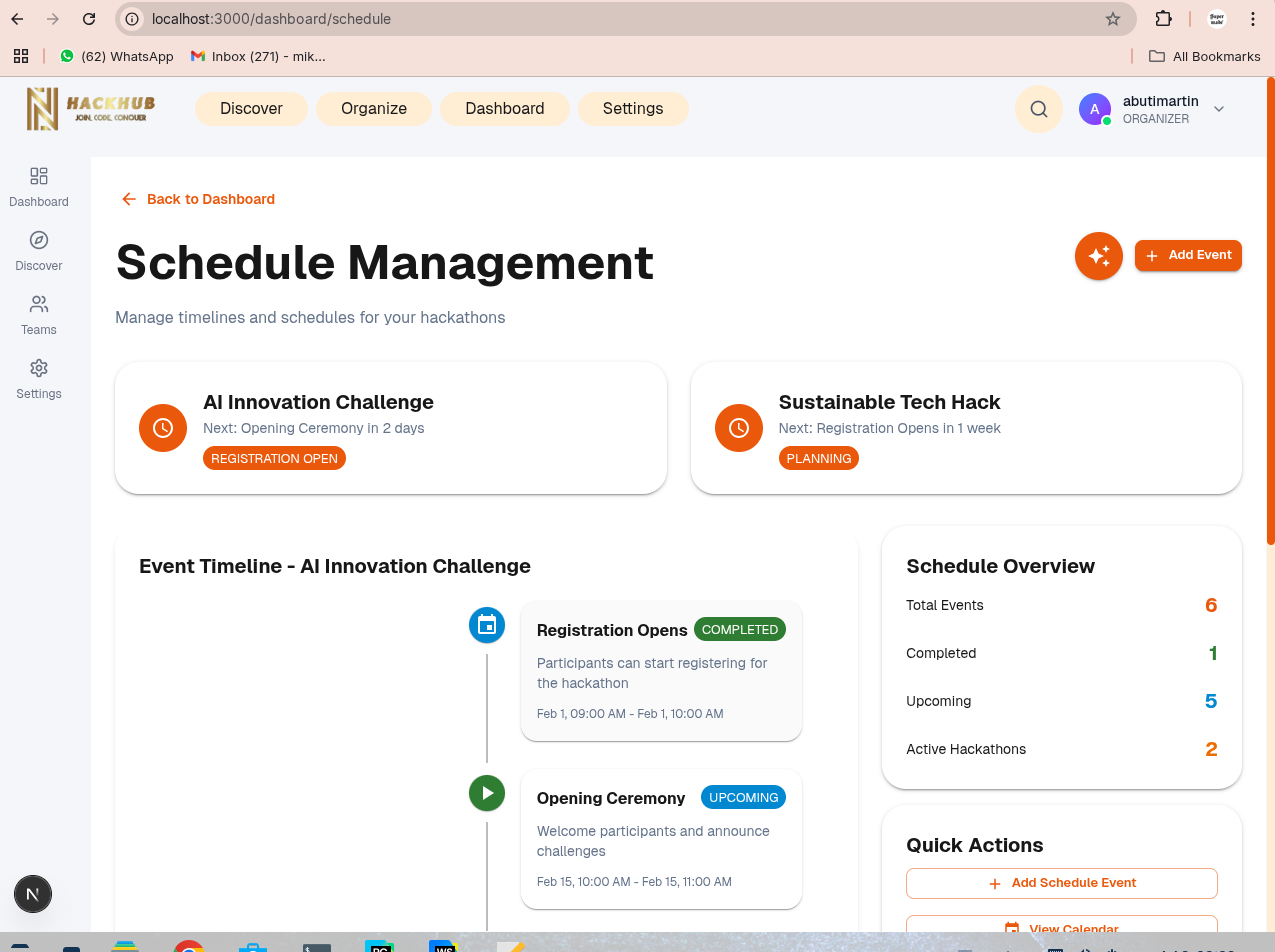 localhost:3000/dashboard/schedule
(62) WhatsApp
Inbox (271) - mik...
All Bookmarks
HACKHUB
JOIN, CODE, CONQUER
Discover
Organize
Dashboard
Settings
A
abutimartin
ORGANIZER
Dashboard
Discover
Teams
Settings
Back to Dashboard
Schedule Management
Manage timelines and schedules for your hackathons
+ Add Event
AI Innovation Challenge
Next: Opening Ceremony in 2 days
REGISTRATION OPEN
Sustainable Tech Hack
Next: Registration Opens in 1 week
PLANNING
Event Timeline - AI Innovation Challenge
Registration Opens
COMPLETED
Participants can start registering for
the hackathon
Feb 1, 09:00 AM - Feb 1, 10:00 AM
Opening Ceremony
UPCOMING
Welcome participants and announce
challenges
Feb 15, 10:00 AM - Feb 15, 11:00 AM
Schedule Overview
Total Events 6
Completed 1
Upcoming 5
Active Hackathons 2
Quick Actions
+ Add Schedule Event
View Calendar
N